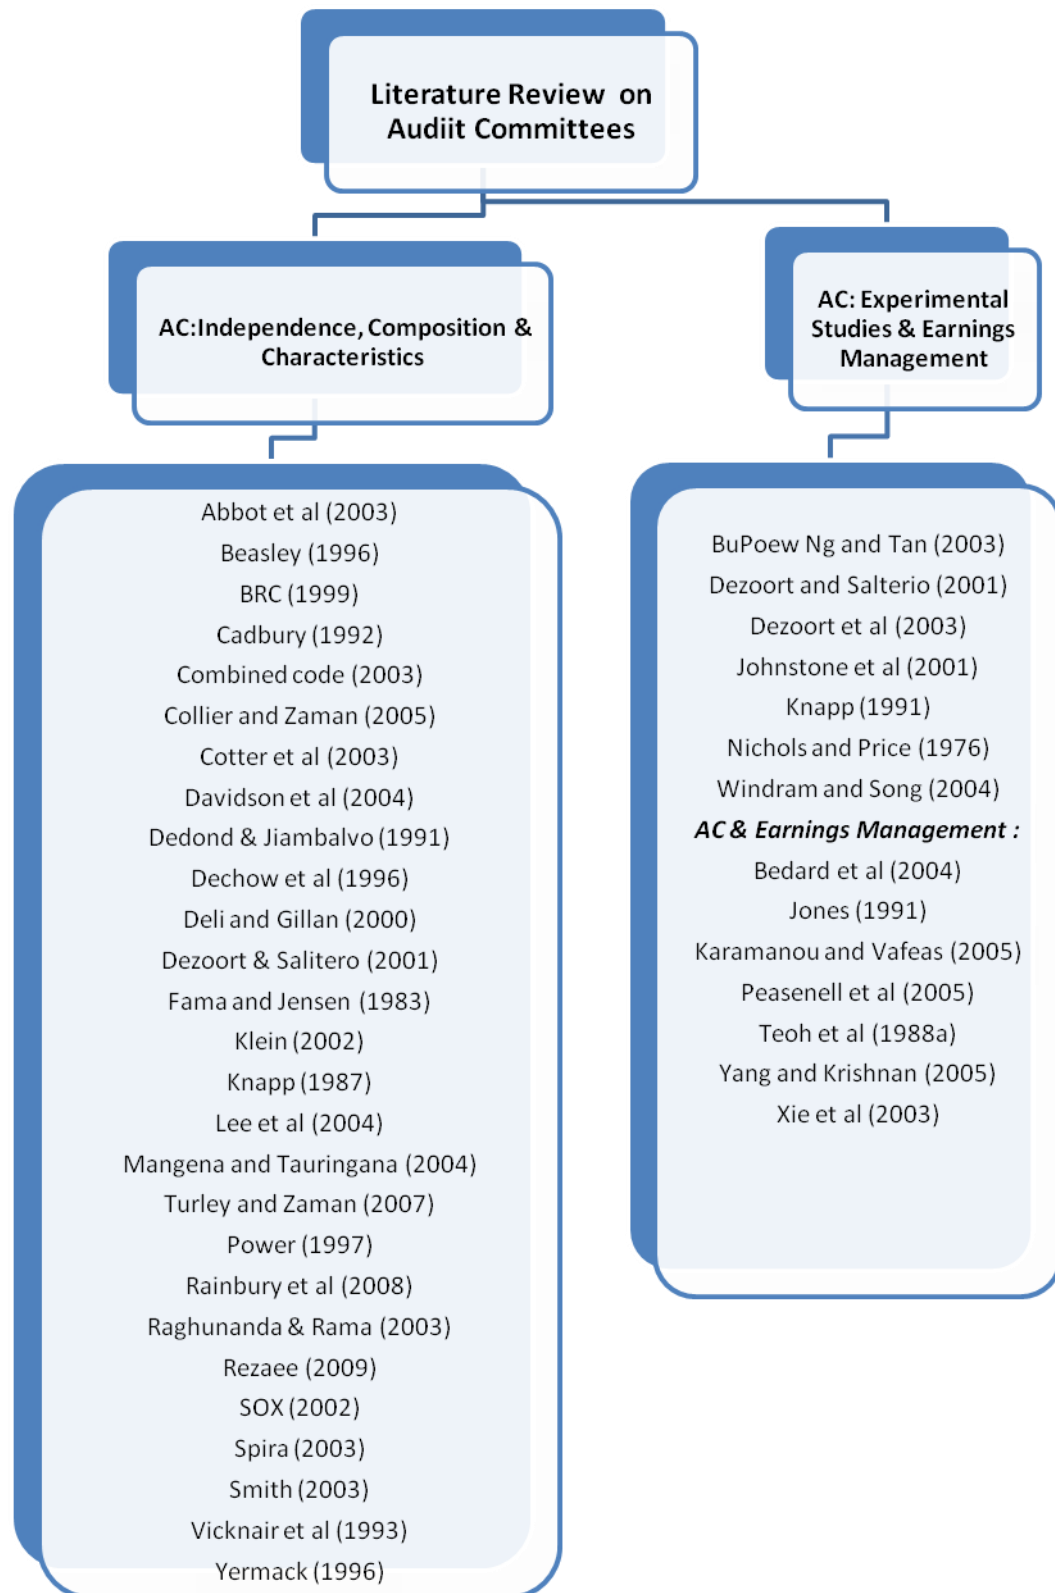 Literature Review on
Audiit Committees
AC:Independence, Composition &
Characteristics
AC: Experimental
Studies & Earnings
Management
Abbot et al (2003)
Beasley (1996)
BRC (1999)
Cadbury (1992)
Combined code (2003)
Collier and Zaman (2005)
Cotter et al (2003)
Davidson et al (2004)
Dedond & Jiambalvo (1991)
Dechow et al (1996)
Deli and Gillan (2000)
Dezoort & Salitero (2001)
Fama and Jensen (1983)
Klein (2002)
Knapp (1987)
Lee et al (2004)
Mangena and Tauringana (2004)
Turley and Zaman (2007)
Power (1997)
Rainbury et al (2008)
Raghunanda & Rama (2003)
Rezaee (2009)
SOX (2002)
Spira (2003)
Smith (2003)
Vicknair et al (1993)
Yermack (1996)
BuPoew Ng and Tan (2003)
Dezoort and Salterio (2001)
Dezoort et al (2003)
Johnstone et al (2001)
Knapp (1991)
Nichols and Price (1976)
Windram and Song (2004)
AC & Earnings Management :
Bedard et al (2004)
Jones (1991)
Karamanou and Vafeas (2005)
Peasenell et al (2005)
Teoh et al (1988a)
Yang and Krishnan (2005)
Xie et al (2003)